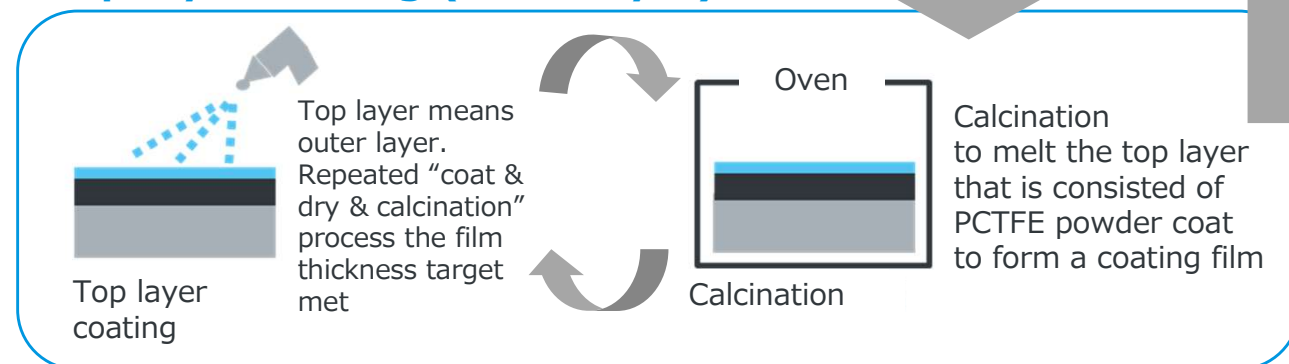 Top layer means
outer layer.
Repeated “coat &
dry & calcination”
process the film
thickness target
met
Top layer
coating
Oven
Calcination
Calcination
to melt the top layer
that is consisted of
PCTFE powder coat
to form a coating film